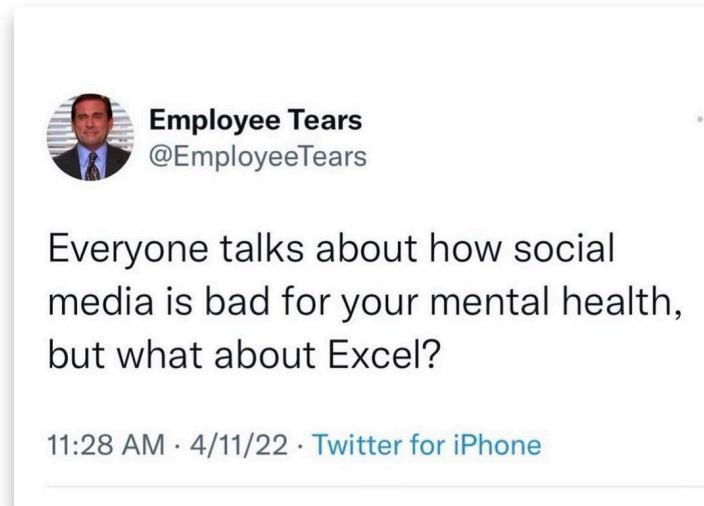 Employee Tears
@EmployeeTears
Everyone talks about how social
media is bad for your mental health,
but what about Excel?
11:28 AM · 4/11/22 · Twitter for iPhone